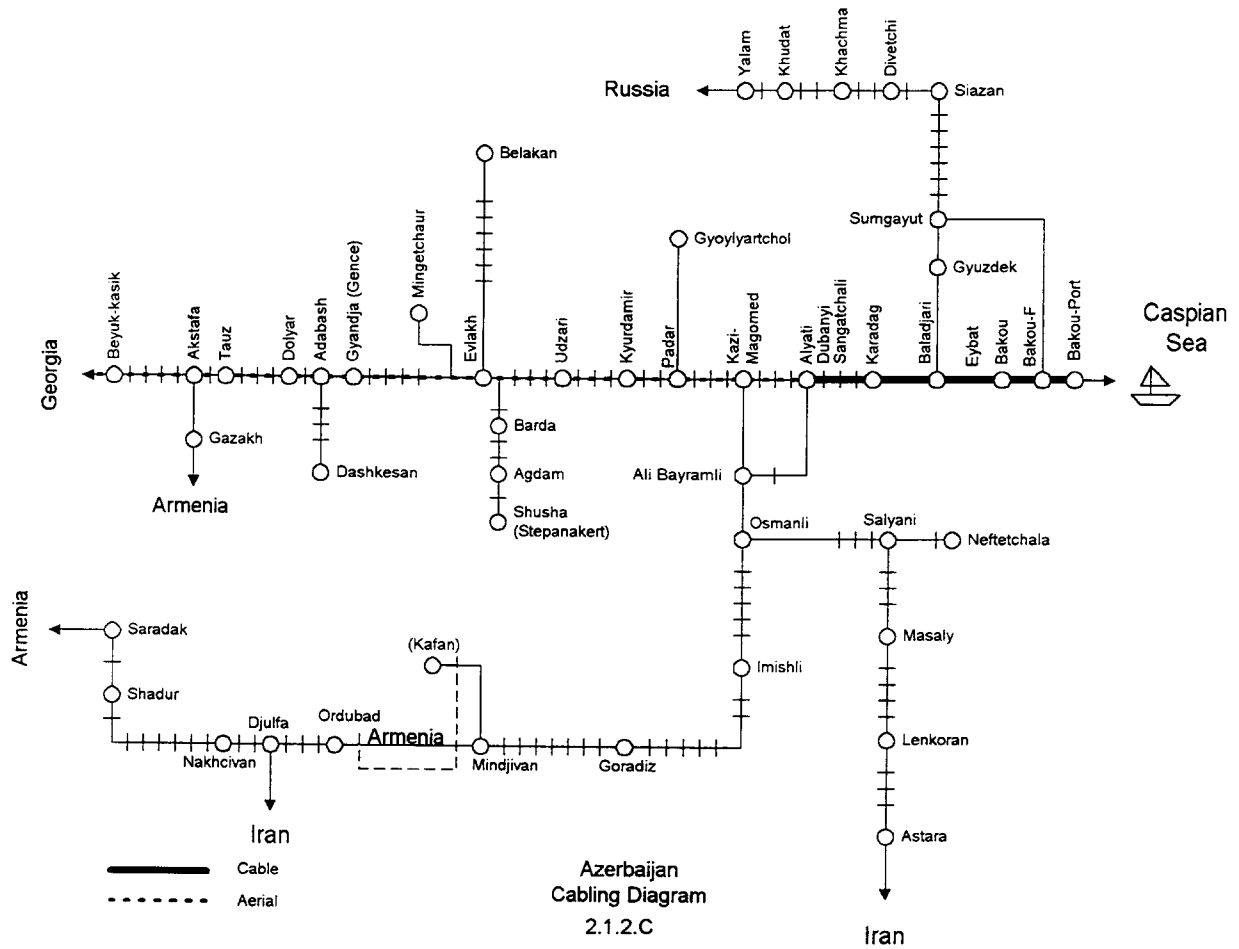 Yalam
Khudat
Khachma
Divetchi
Russia
Siazan
Belakan
Sumgayut
Gyoylyartchol
Gyuzdek
Beyuk-kasik
Akstafa
Tauz
Dolyar
Adabash
Gyandja (Gence)
Mingetchaur
Evlakh
Udzari
Kyurdamir
Padar
Kazi-
Magomed
Alyati
Dubanyi
Sangatchali
Karadag
Baladjari
Eybat
Bakou
Bakou-F
Bakou-Port
Caspian
Sea
Georgia
Gazakh
Dashkesan
Barda
Agdam
Shusha
(Stepanakert)
Armenia
Ali Bayramli
Osmanli
Salyani
Neftetchala
Armenia
Saradak
(Kafan)
Masaly
Imishli
Shadur
Ordubad
Djulfa
Armenia
Nakhcivan
Mindjivan
Goradiz
Lenkoran
Iran
Astara
Cable
Aerial
Azerbaijan
Cabling Diagram
2.1.2.C
Iran